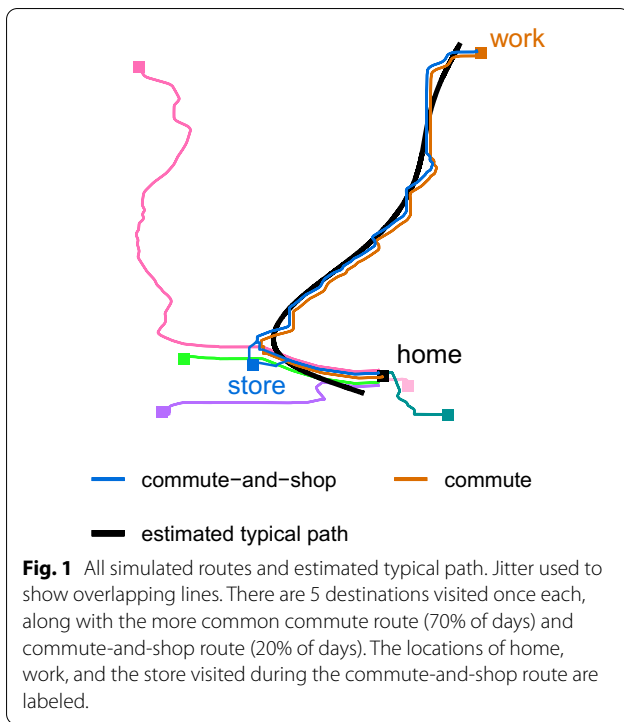 work
home
store
commute−and−shop
commute
estimated typical path
Fig. 1 All simulated routes and estimated typical path. Jitter used to
show overlapping lines. There are 5 destinations visited once each,
along with the more common commute route (70% of days) and
commute-and-shop route (20% of days). The locations of home,
work, and the store visited during the commute-and-shop route are
labeled.